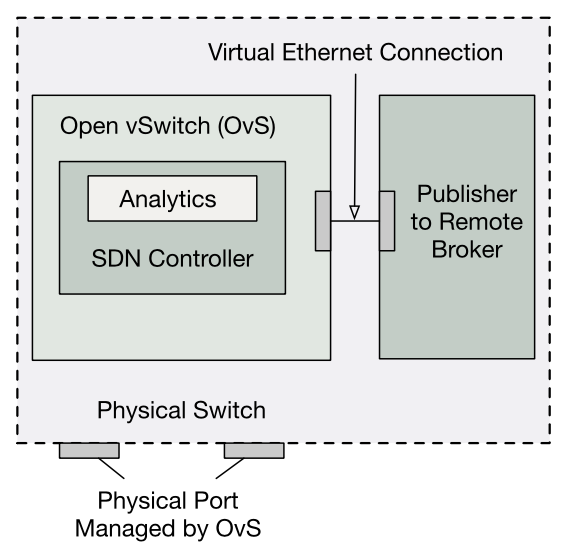 Virtual Ethernet Connection
Open vSwitch (OvS)
Analytics
SDN Controller
Publisher
to Remote
Broker
Physical Switch
Physical Port
Managed by OvS